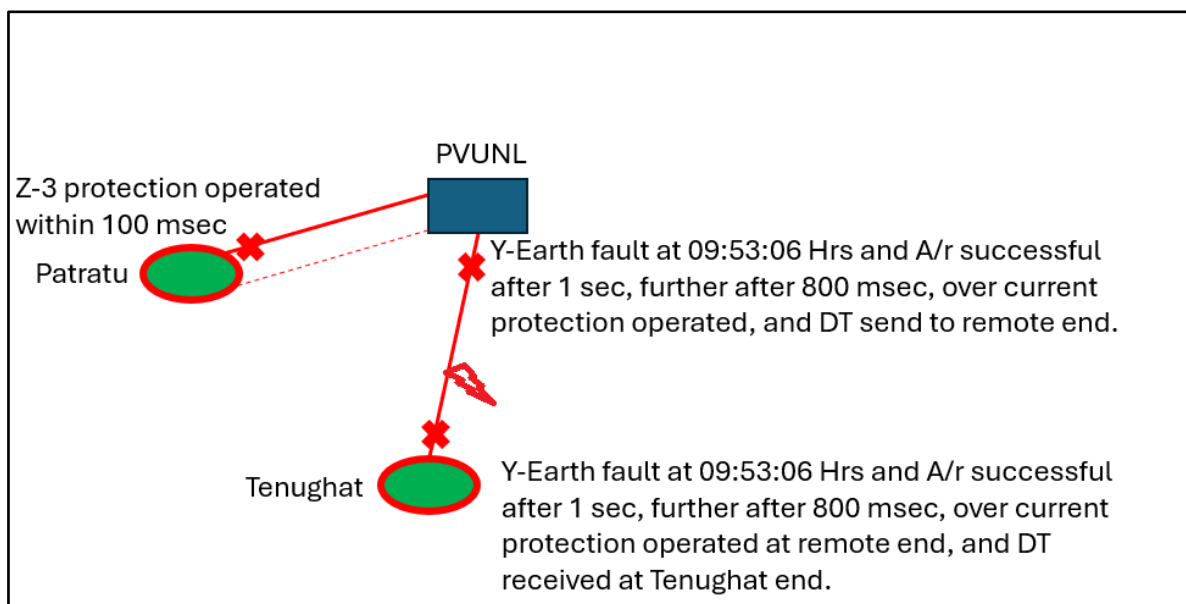 PVUNL
Z-3 protection operated
within 100 msec
Patratu
Y-Earth fault at 09:53:06 Hrs and A/r successful
after 1 sec, further after 800 msec, over current
protection operated, and DT send to remote end.
Tenughat
Y-Earth fault at 09:53:06 Hrs and A/r successful
after 1 sec, further after 800 msec, over current
protection operated at remote end, and DT
received at Tenughat end.